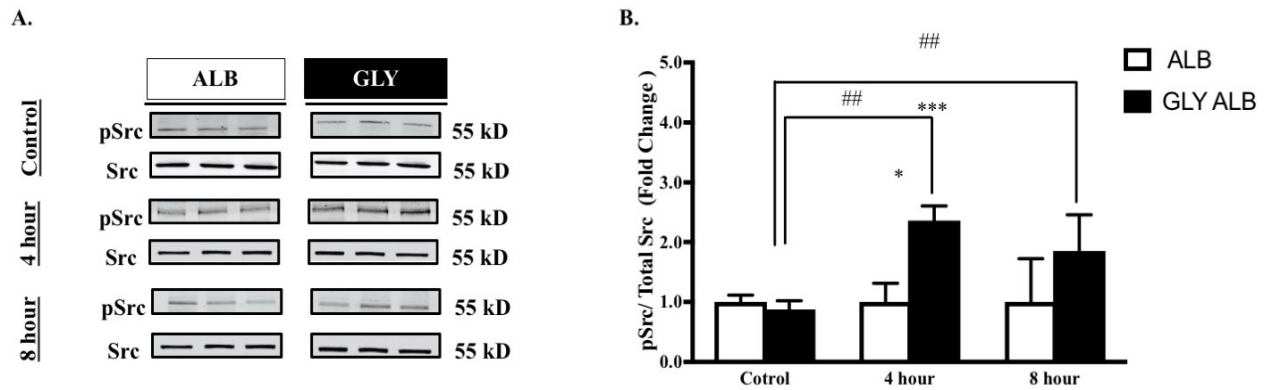 A.
ALB GLY
Control
pSrc 55 kD
Src 55 kD
4 hour
pSrc 55 kD
Src 55 kD
8 hour
pSrc 55 kD
Src 55 kD
B.
##
ALB
GLY ALB
##
***
*
pSrc/ Total Src (Fold Change )
5.0
4.0
3.0
2.0
1.0
0.0
Cotrol 4 hour 8 hour